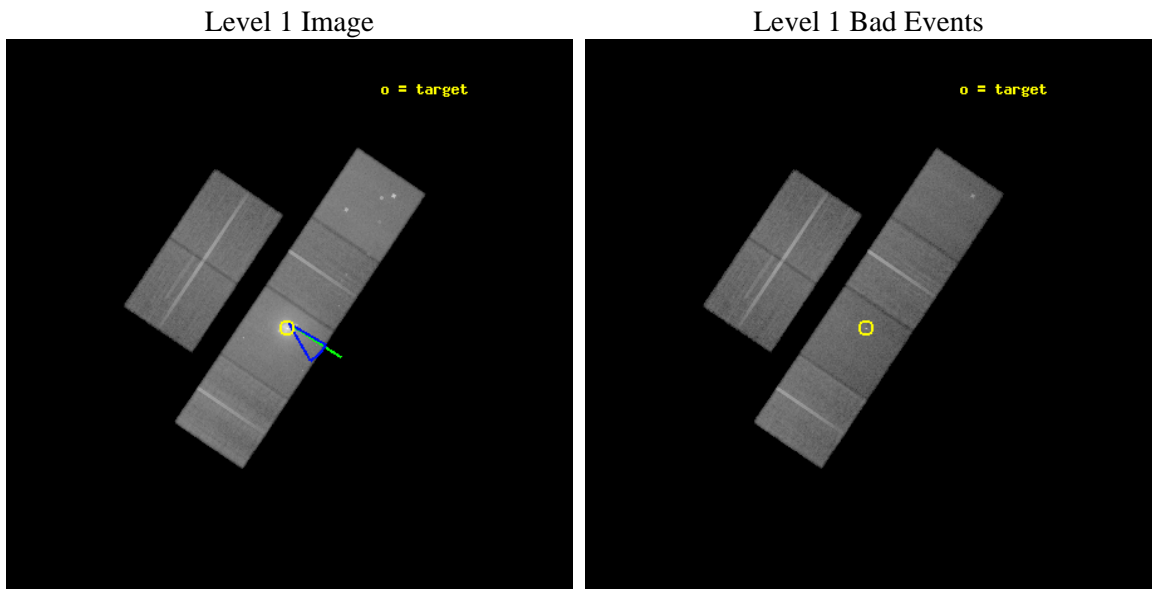 Level 1 Image
Level 1 Bad Events
o = target
o = target